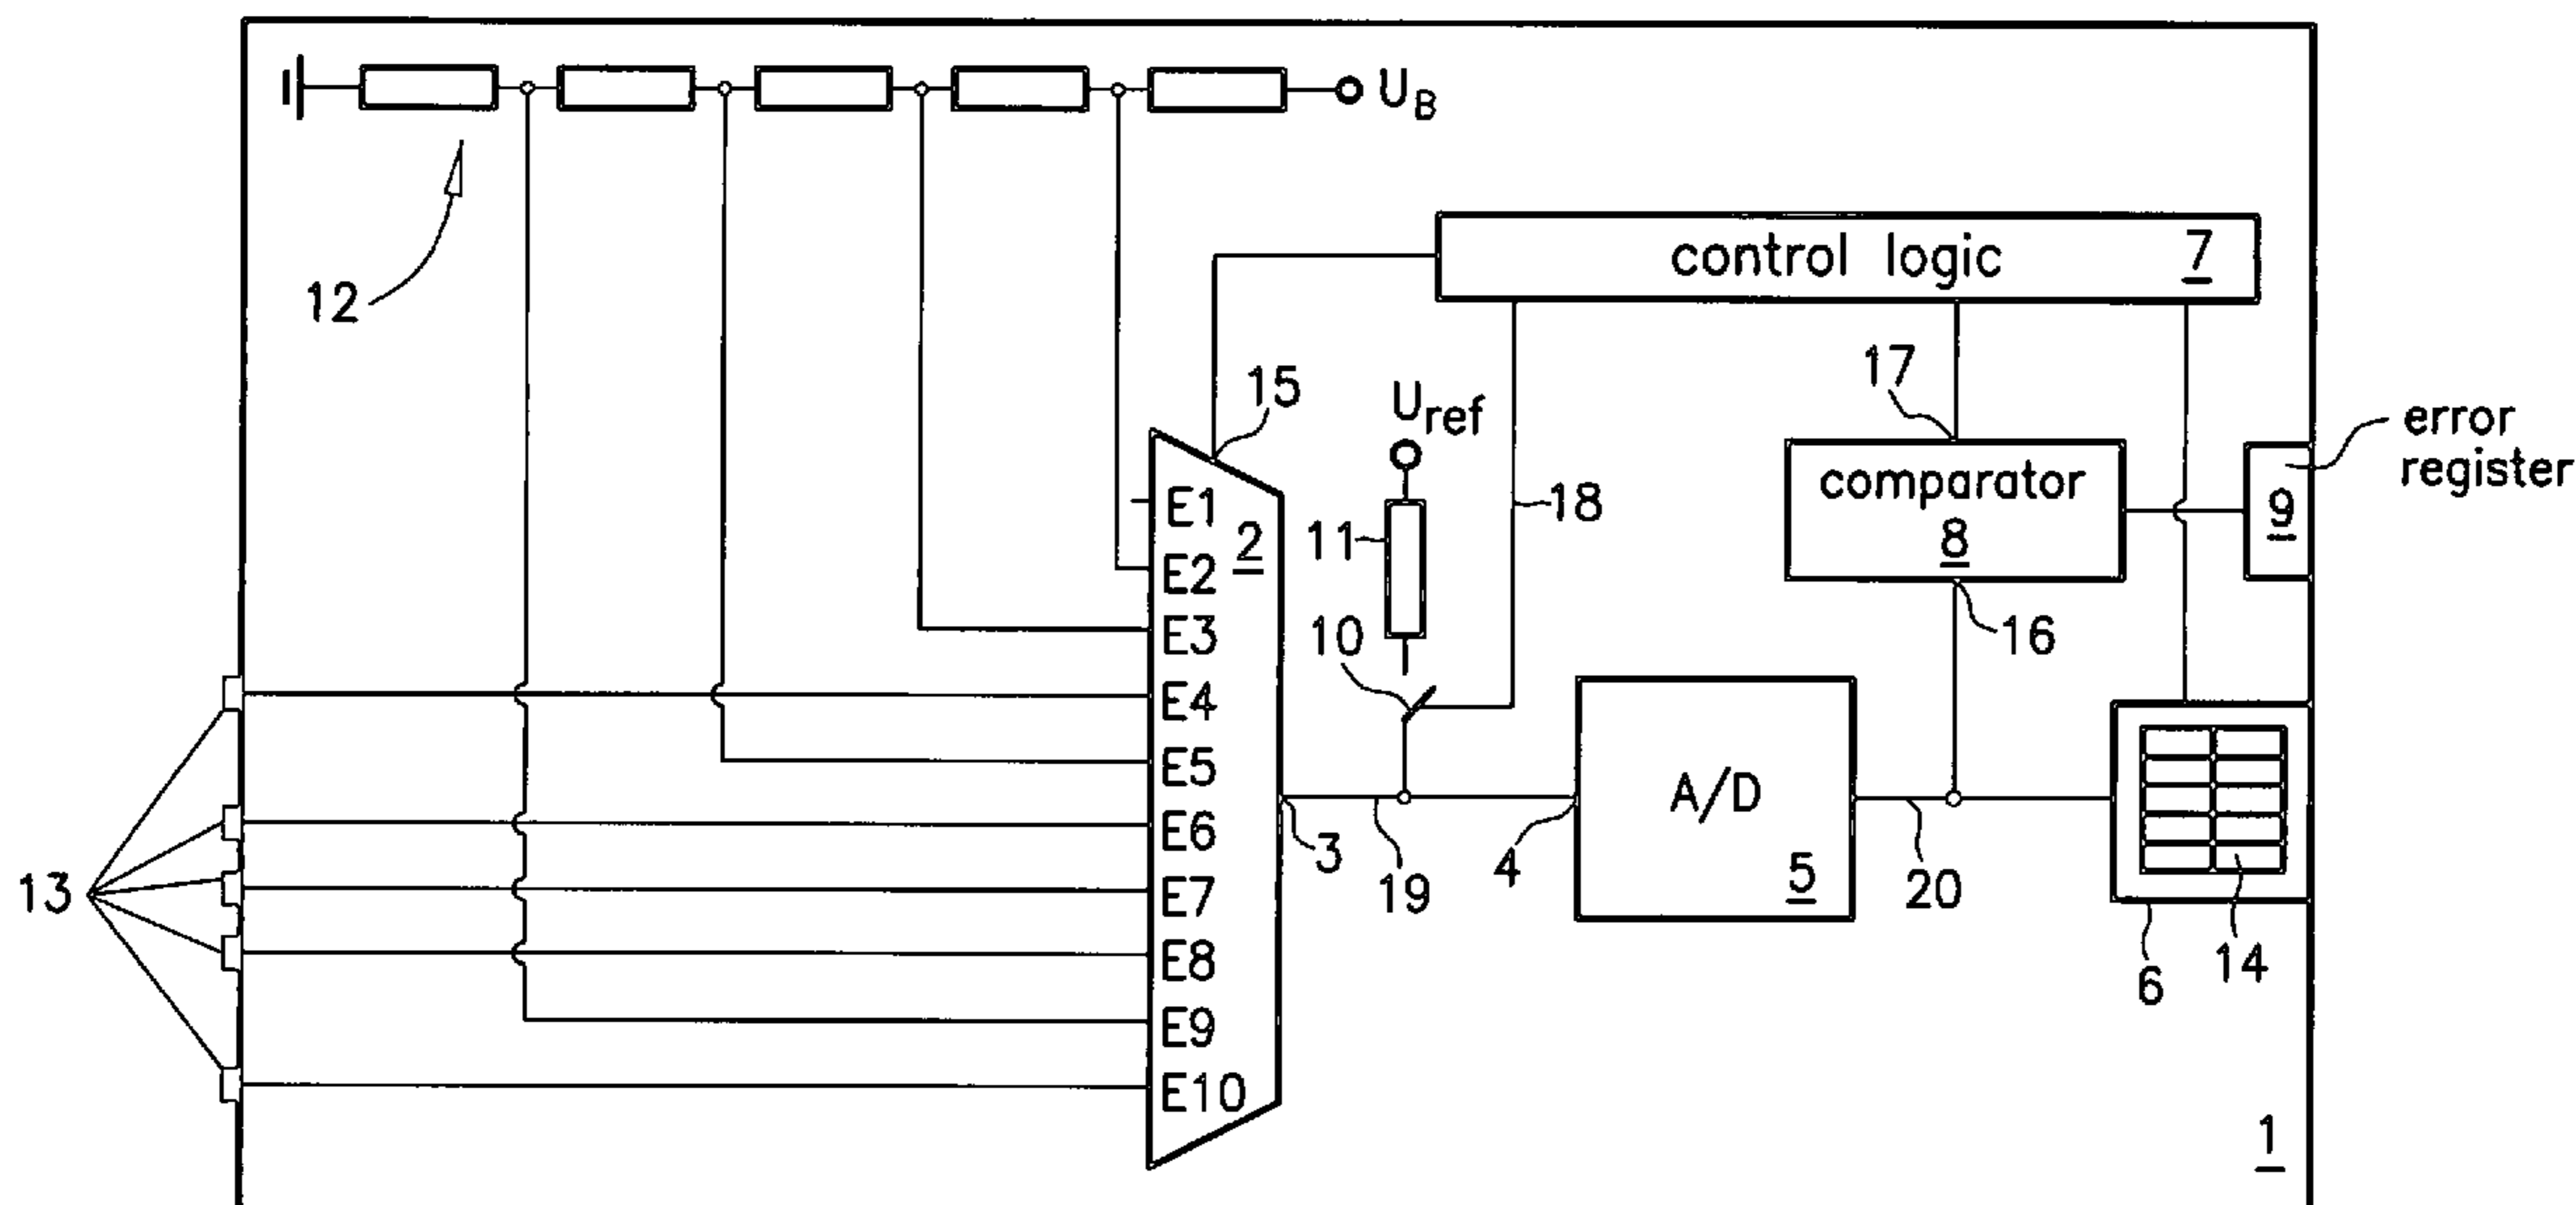 U_B
control logic 7
12
15
17
U_ref
error
register
comparator
8
9
18
11
E1
2
E2
10
16
E3
E4
E5
A/D
E6
3
4
5
13
E7
19
20
E8
14
6
E9
E10
1